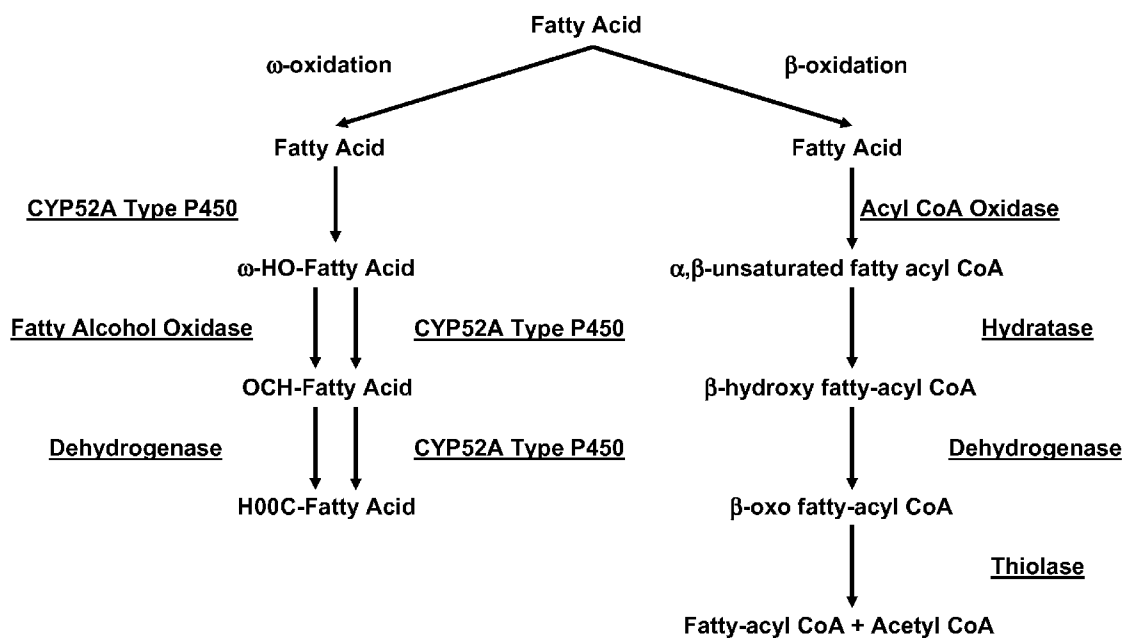 Fatty Acid
ω-oxidation
β-oxidation
Fatty Acid
Fatty Acid
CYP52A Type P450
Acyl CoA Oxidase
ω-HO-Fatty Acid
α,β-unsaturated fatty acyl CoA
Fatty Alcohol Oxidase
CYP52A Type P450
Hydratase
OCH-Fatty Acid
β-hydroxy fatty-acyl CoA
Dehydrogenase
CYP52A Type P450
Dehydrogenase
H00C-Fatty Acid
β-oxo fatty-acyl CoA
Thiolase
Fatty-acyl CoA + Acetyl CoA